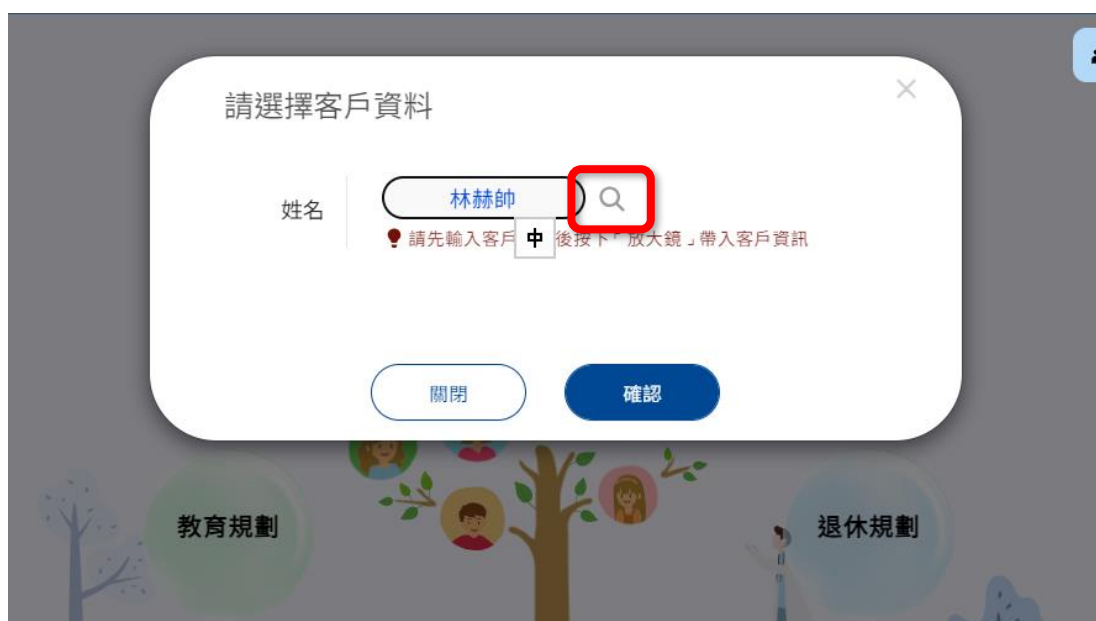 請選擇客戶資料
姓名
林赫帥
請先輸入客戶 中 後按下「放大鏡」帶入客戶資訊
關閉
確認
教育規劃
退休規劃